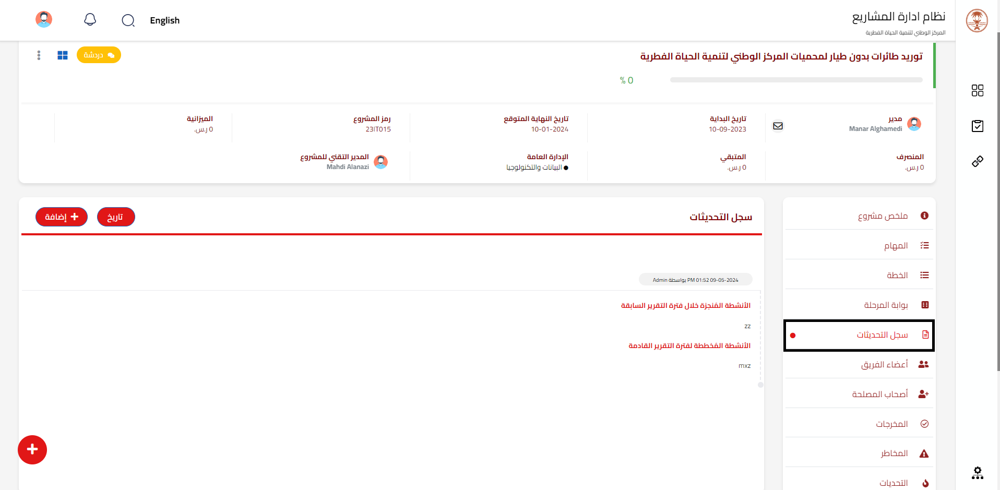 نظام ادارة المشاريع
المركز الوطني لتنمية الحياة الفطرية
English
توريد طائرات بدون طيار لمحميات المركز الوطني لتنمية الحياة الفطرية
دردشة
0 %
مدير
Manar Alghamedi
تاريخ البداية
10-09-2023
تاريخ النهاية المتوقع
10-01-2024
رمز المشروع
23IT015
الميزانية
0 ر.س.
المنصرف
0 ر.س.
المتبقي
0 ر.س.
الإدارة العامة
البيانات والتكنولوجيا
المدير التقني للمشروع
Mahdi Alanazi
ملخص مشروع
المهام
الخطة
بوابة المرحلة
سجل التحديثات
أعضاء الفريق
أصحاب المصلحة
المخرجات
المخاطر
التحديات
سجل التحديثات
تاريخ
إضافة
09-05-2024 01:52 PM بواسطة Admin
الأنشطة المُنجزة خلال فترة التقرير السابقة
zz
الأنشطة المُخططة لفترة التقرير القادمة
mxz